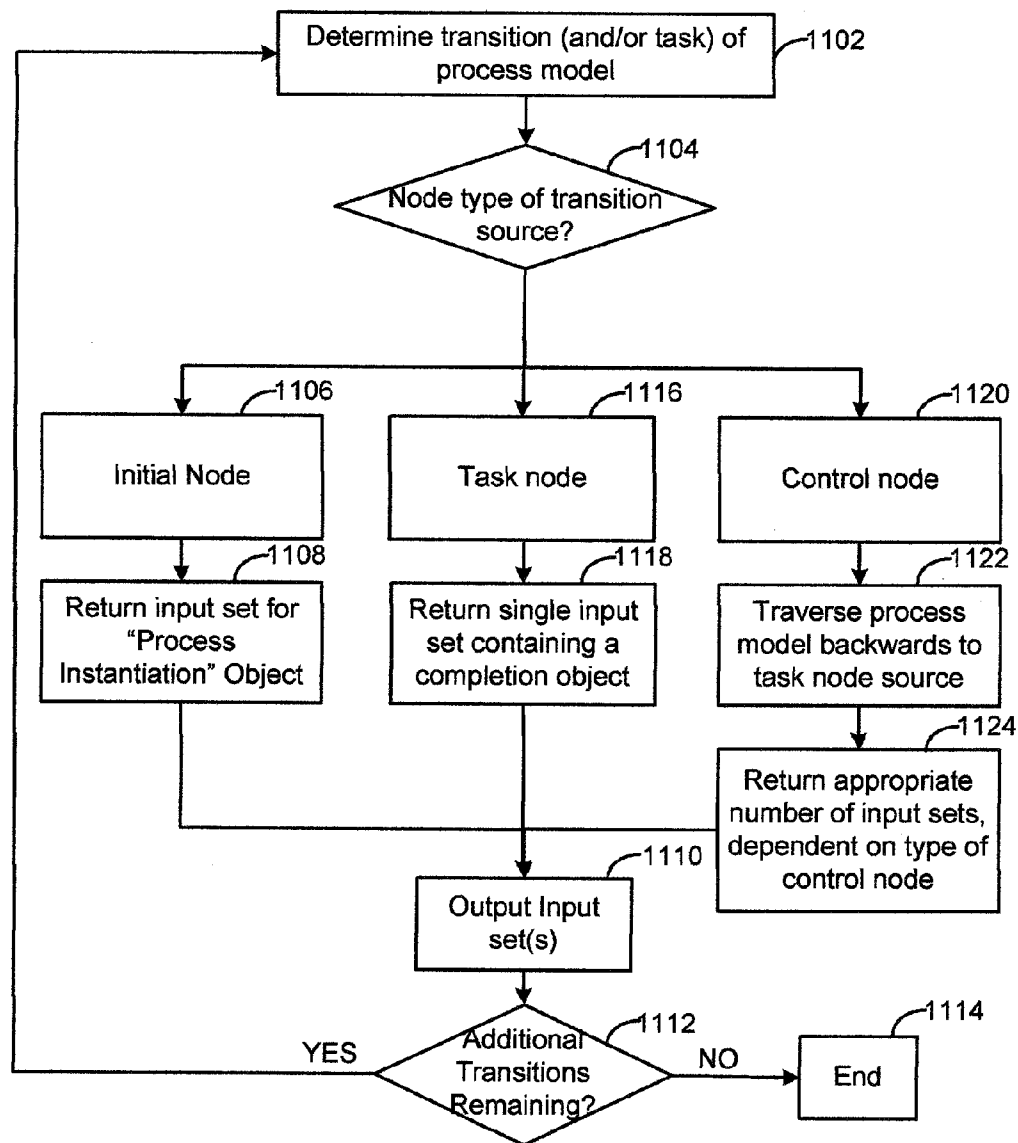 Determine transition (and/or task) of
process model
1102
1104
Node type of transition
source?
1106
Initial Node
1116
Task node
1120
Control node
1108
Return input set for
“Process
Instantiation” Object
1118
Return single input
set containing a
completion object
1122
Traverse process
model backwards to
task node source
1124
Return appropriate
number of input sets,
dependent on type of
control node
1110
Output Input
set(s)
1112
Additional
Transitions
Remaining?
YES
NO
1114
End